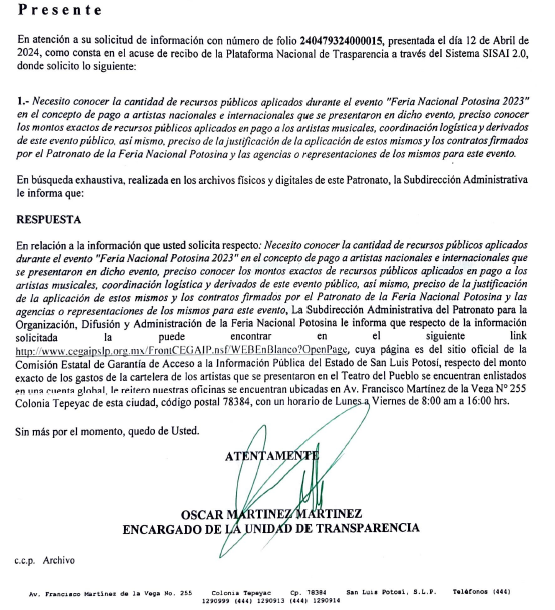 Presente
En atención a su solicitud de información con número de folio 240479324000015, presentada el día 12 de Abril de
2024, como consta en el acuse de recibo de la Plataforma Nacional de Trasparencia a través del Sistema SISAI 2.0,
donde solicito lo siguiente:
1.- Necesito conocer la cantidad de recursos públicos aplicados durante el evento "Feria Nacional Potosina 2023"
en el concepto de pago a artistas nacionales e internacionales que se presentaron en dicho evento, preciso conocer
los montos exactos de recursos públicos aplicados en pago a los artistas musicales, coordinación logística y derivados
de este evento público, así mismo, preciso de la justificación de la aplicación de estos mismos y los contratos firmados
por el Patronato de la Feria Nacional Potosina y las agencias o representaciones de los mismos para este evento.
En búsqueda exhaustiva, realizada en los archivos físicos y digitales de este Patronato, la Subdirección Administrativa
le informa que:
RESPUESTA
En relación a la información que usted solicita respecto: Necesito conocer la cantidad de recursos públicos aplicados
durante el evento "Feria Nacional Potosina 2023" en el concepto de pago a artistas nacionales e internacionales que
se presentaron en dicho evento, preciso conocer los montos exactos de recursos públicos aplicados en pago a los
artistas musicales, coordinación logística y derivados de este evento público, así mismo, preciso de la justificación
de la aplicación de estos mismos y los contratos firmados por el Patronato de la Feria Nacional Potosina y las
agencias o representaciones de los mismos para este evento, La Subdirección Administrativa del Patronato para la
Organización, Difusión y Administración de la Feria Nacional Potosina le informa que respecto de la información
solicitada la puede encontrar en el siguiente link
http://www.cegaipslp.org.mx/FrontCEGAIP.nsf/WEBEnBlanco?OpenPage, cuya página es del sitio oficial de la
Comisión Estatal de Garantía de Acceso a la Información Pública del Estado de San Luis Potosí, respecto del monto
exacto de los gastos de la cartelera de los artistas que se presentaron en el Teatro del Pueblo se encuentran enlistados
en una cuenta global, le reitero nuestras oficinas se encuentran ubicadas en Av. Francisco Martínez de la Vega N° 255
Colonia Tepeyac de esta ciudad, código postal 78384, con un horario de Lunes a Viernes de 8:00 am a 16:00 hrs.
Sin más por el momento, quedo de Usted.
ATENTAMENTE
OSCAR MARTINEZ MARTINEZ
ENCARGADO DE LA UNIDAD DE TRANSPARENCIA
c.c.p. Archivo
Av. Francisco Martínez de la Vega No. 255 Colonia Tepeyac Cp. 78384 San Luis Potosí, S.L.P. Teléfonos (444)
1290999 (444) 1290913 (444) 1290914